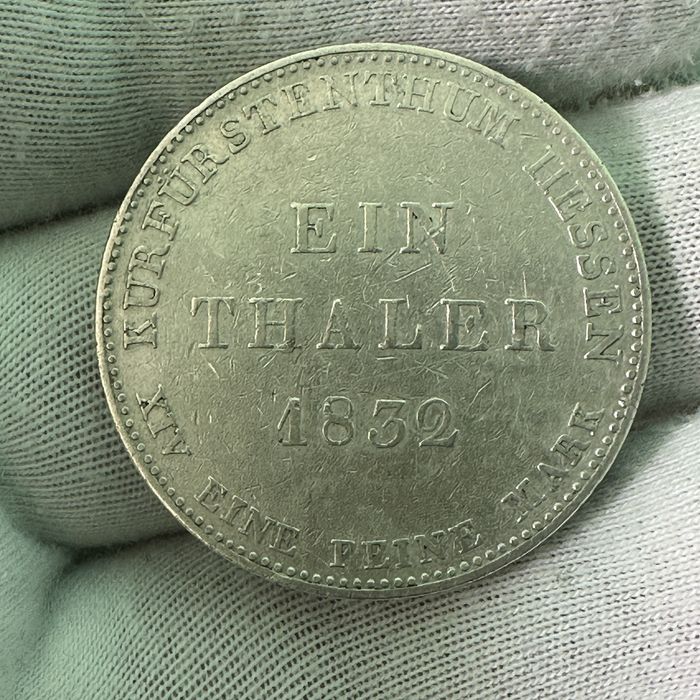 KURFÜRSTENTHUM HESSEN
EIN
THALER
1832
XIV EINE FEINE MARK